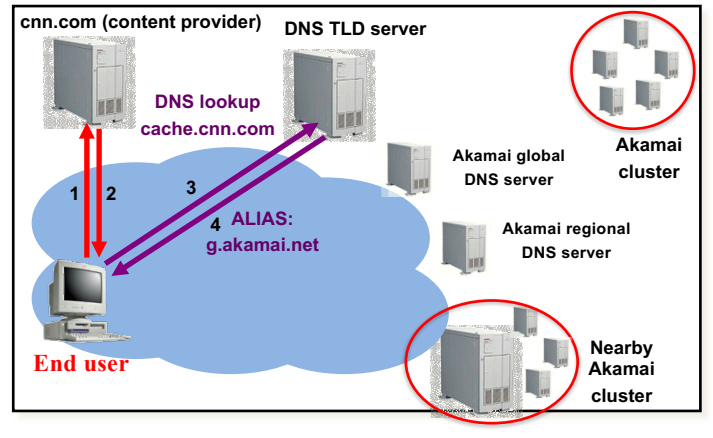 cnn.com (content provider)
DNS TLD server
DNS lookup
cache.cnn.com
Akamai
cluster
Akamai global
DNS server
1
2
3
4
ALIAS:
g.akamai.net
Akamai regional
DNS server
End user
Nearby
Akamai
cluster